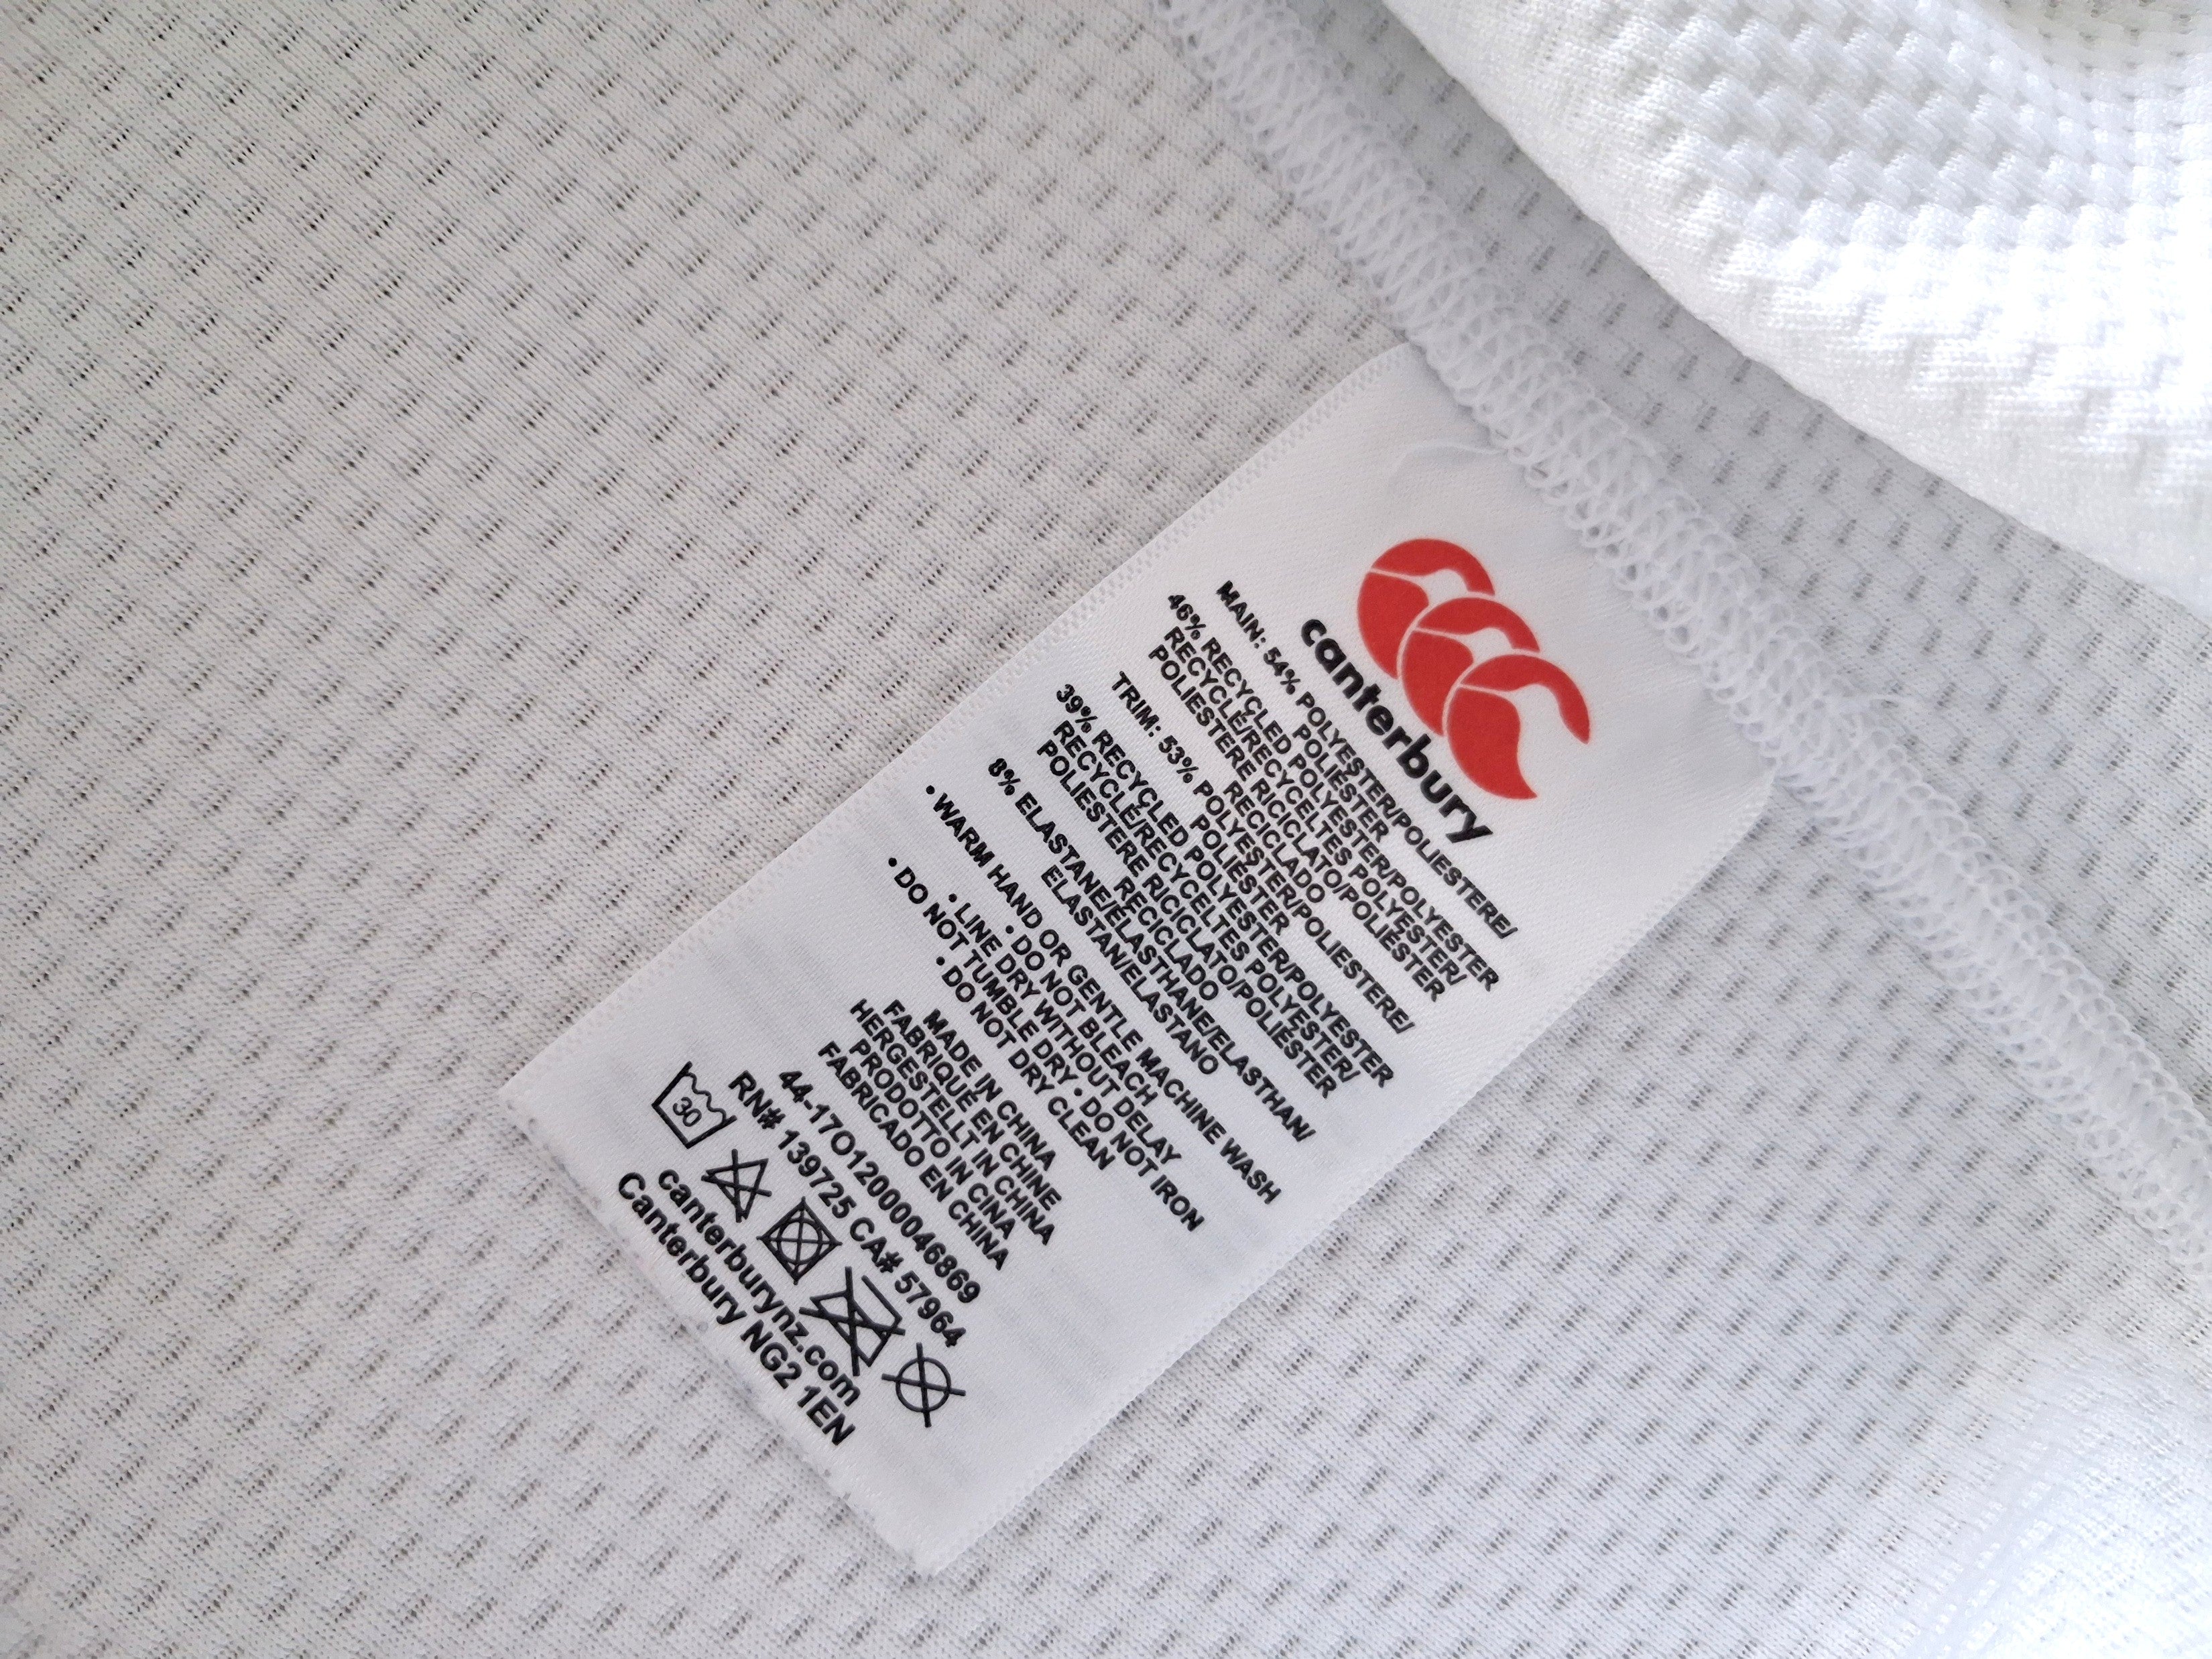 canterbury
MAIN: 54% POLYESTER/POLIESTERE/
POLIÉSTER
46% RECYCLED POLYESTER/POLYESTER
RECYCLÉ/RECYCELTES POLYESTER/
POLIESTERE RICICLATO/POLIÉSTER
RECICLADO
TRIM: 53% POLYESTER/POLIESTERE/
POLIÉSTER
39% RECYCLED POLYESTER/POLYESTER
RECYCLÉ/RECYCELTES POLYESTER/
POLIESTERE RICICLATO/POLIÉSTER
RECICLADO
8% ELASTANE/ÉLASTHANE/ELASTHAN/
ELASTAN/ELASTANO
• WARM HAND OR GENTLE MACHINE WASH
• DO NOT BLEACH
• LINE DRY WITHOUT DELAY
• DO NOT TUMBLE DRY • DO NOT IRON
• DO NOT DRY CLEAN
MADE IN CHINA
FABRIQUÉ EN CHINE
HERGESTELLT IN CHINA
PRODOTTO IN CINA
FABRICADO EN CHINA
44-17O12000046869
RN# 139725 CA# 57964
30
canterburynz.com
Canterbury NG2 1EN